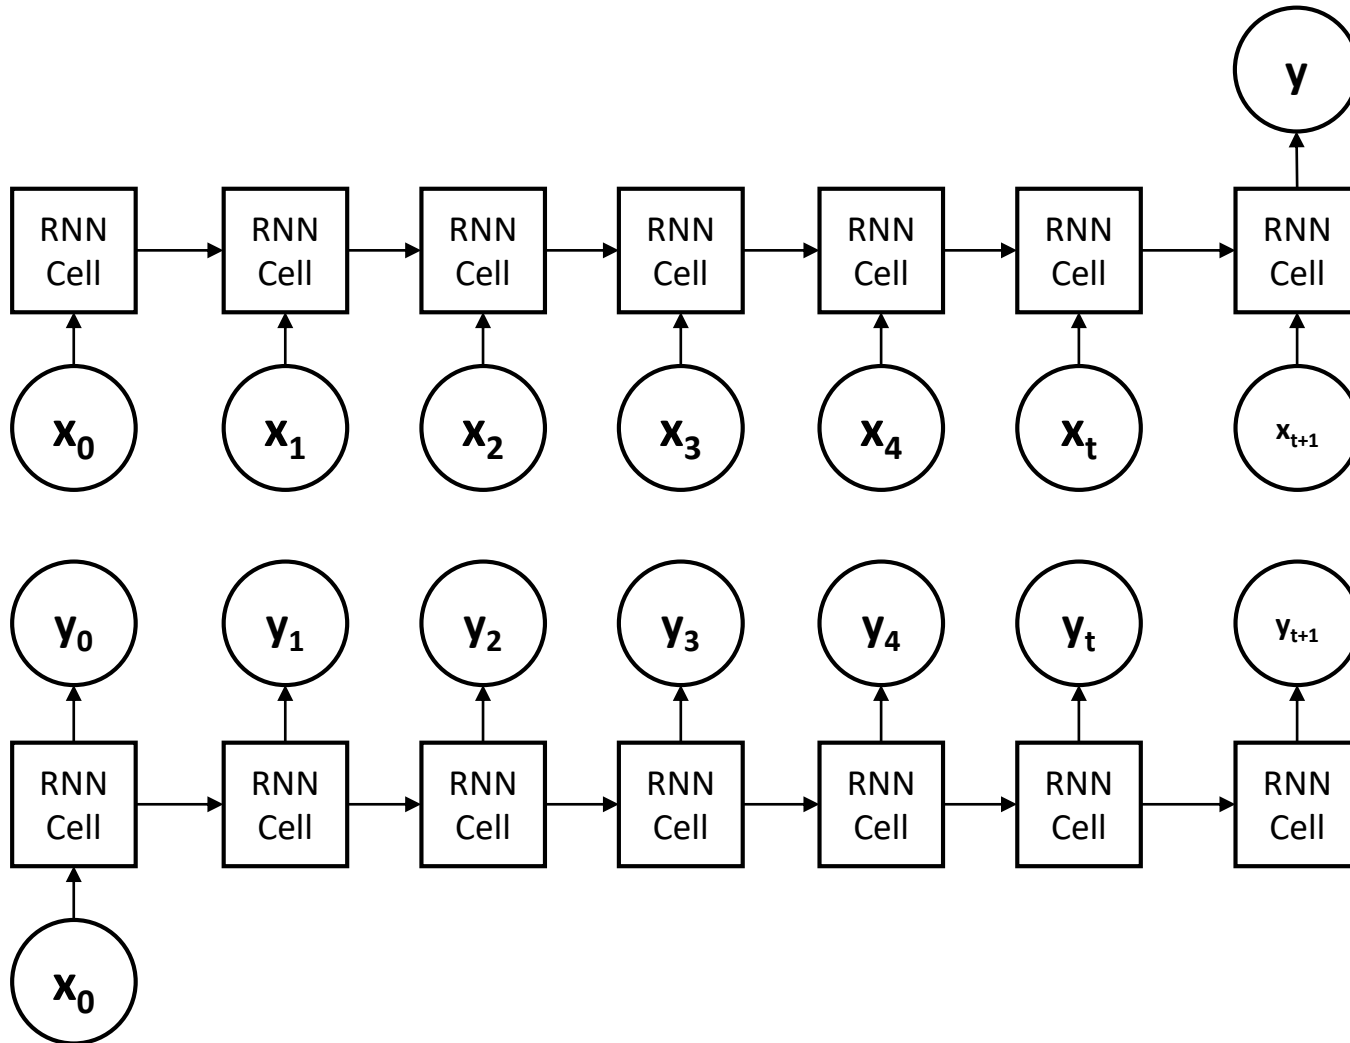 y
RNN
Cell
RNN
Cell
RNN
Cell
RNN
Cell
RNN
Cell
RNN
Cell
RNN
Cell
x₀
x₁
x₂
x₃
x₄
xₜ
xₜ₊₁
y₀
y₁
y₂
y₃
y₄
yₜ
yₜ₊₁
RNN
Cell
RNN
Cell
RNN
Cell
RNN
Cell
RNN
Cell
RNN
Cell
RNN
Cell
x₀